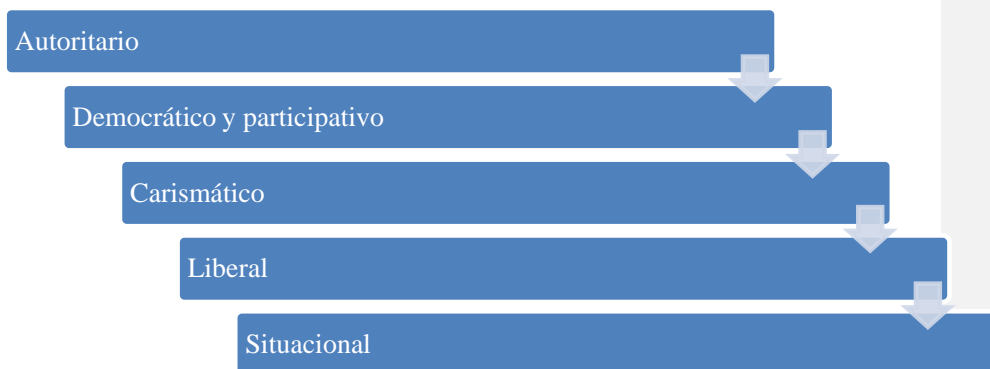 Autoritario
Democrático y participativo
Carismático
Liberal
Situacional